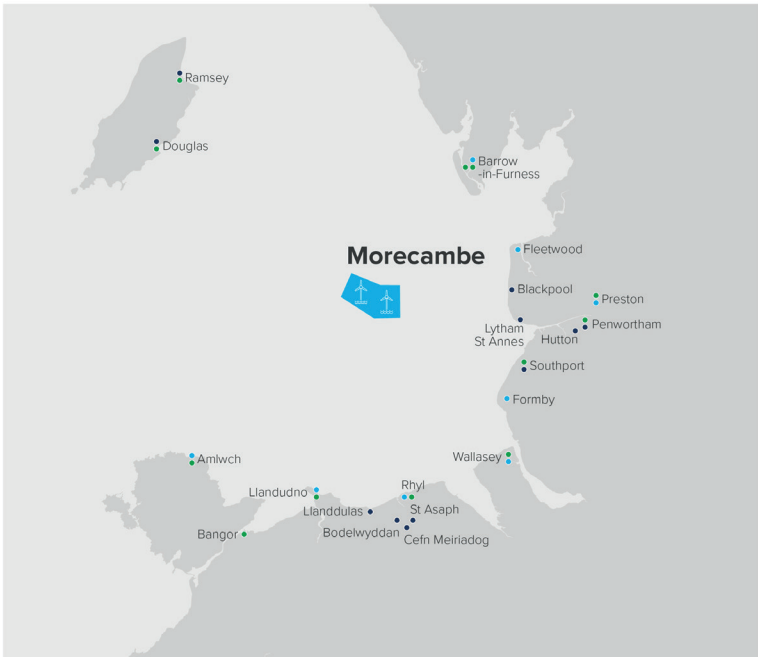 Ramsey
Douglas
Barrow
-in-Furness
Morecambe
Fleetwood
Blackpool
Preston
Lytham
St Annes
Penwortham
Hutton
Southport
Formby
Wallasey
Amlwch
Llandudno
Rhyl
Llanddulas
St Asaph
Bangor
Bodelwyddan
Cefn Meiriadog